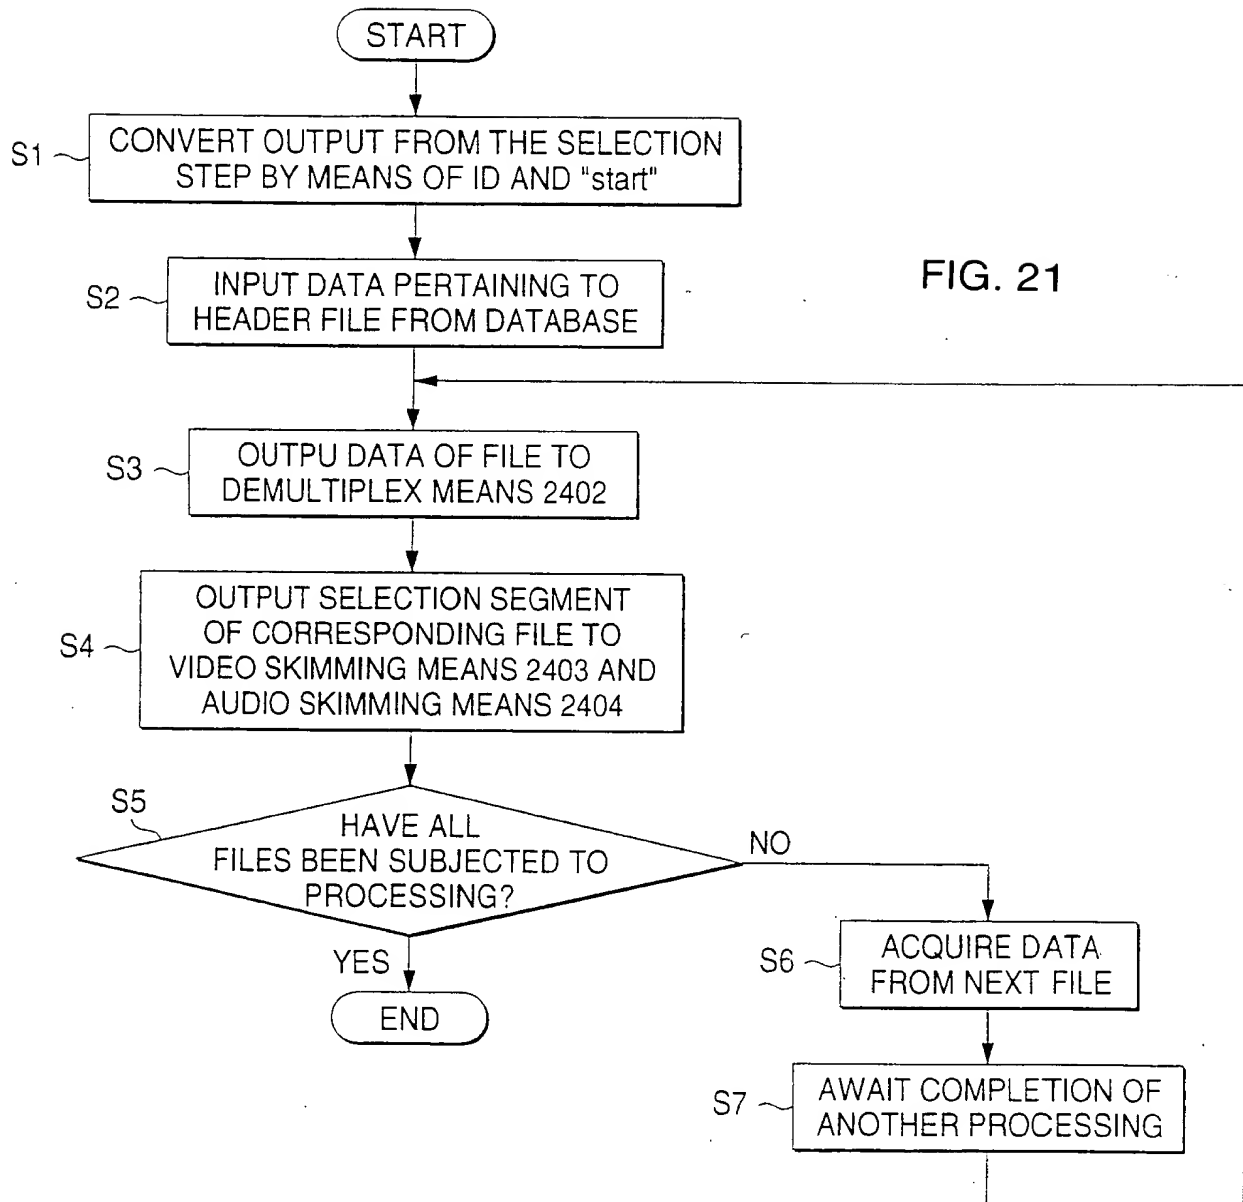 START
S1
CONVERT OUTPUT FROM THE SELECTION
STEP BY MEANS OF ID AND "start"
S2
INPUT DATA PERTAINING TO
HEADER FILE FROM DATABASE
FIG. 21
S3
OUTPU DATA OF FILE TO
DEMULTIPLEX MEANS 2402
S4
OUTPUT SELECTION SEGMENT
OF CORRESPONDING FILE TO
VIDEO SKIMMING MEANS 2403 AND
AUDIO SKIMMING MEANS 2404
S5
HAVE ALL
FILES BEEN SUBJECTED TO
PROCESSING?
NO
YES
END
S6
ACQUIRE DATA
FROM NEXT FILE
S7
AWAIT COMPLETION OF
ANOTHER PROCESSING